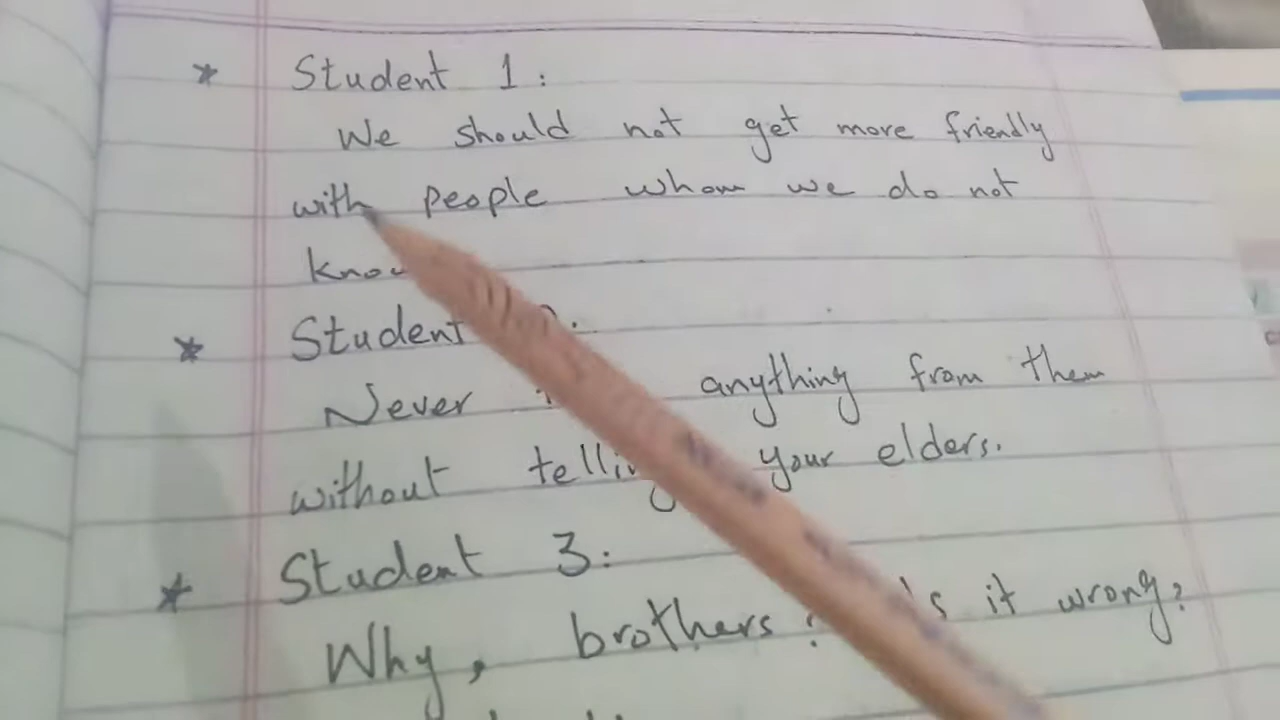 * Student 1:
We should not get more friendly
with people whom we do not
* Student
Never anything from them
without your elders.
* Student 3:
Why, brothers? it wrong?